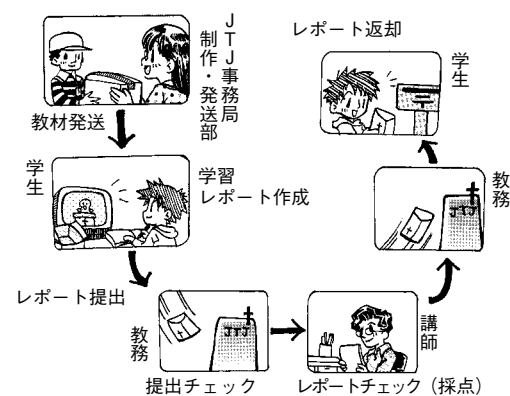 JTJ事務局
制作・発送部
教材発送
学生
学習
レポート作成
レポート提出
教務
JTJ
提出チェック
講師
レポートチェック（採点）
教務
JTJ
レポート返却
学生